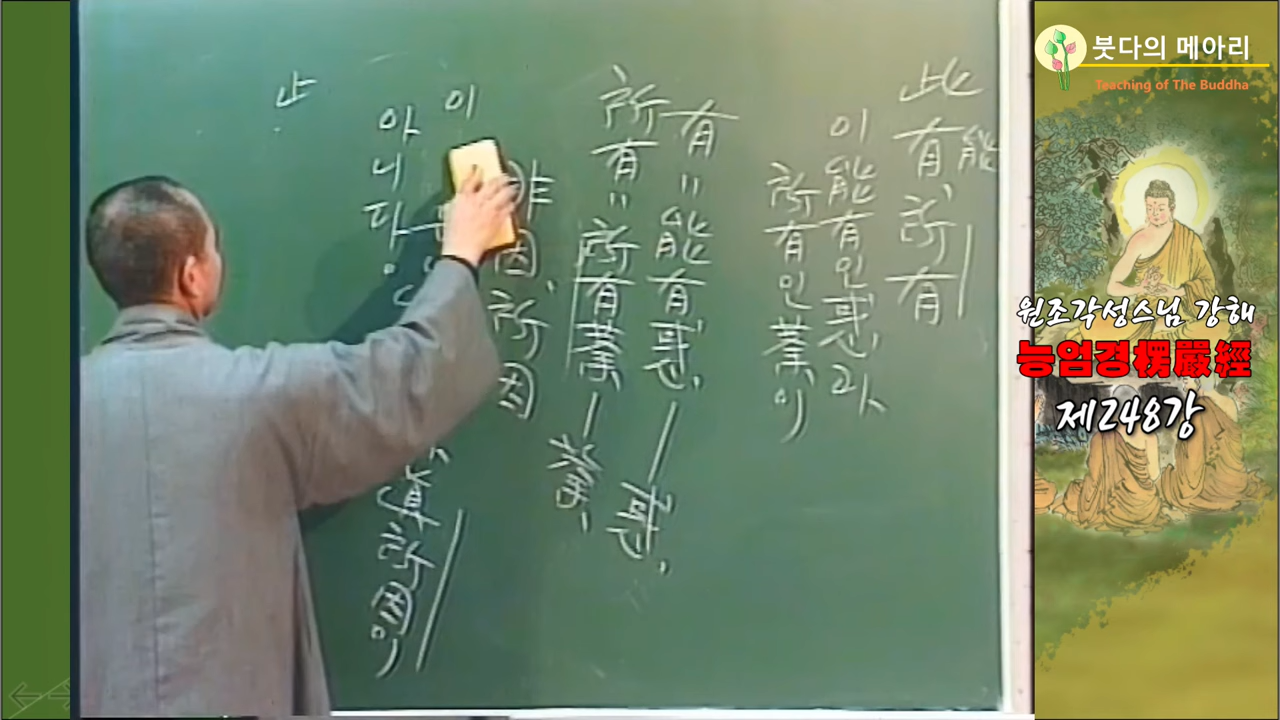 此有能所有
이能有인惑과
所有인業이
有〃能有惑、 — 惑、
所有〃所有業、 — 業、
非因、所因
이
아니다。
止
붓다의 메아리
Teaching of The Buddha
원조각성스님 강해
능엄경楞嚴經
제248강